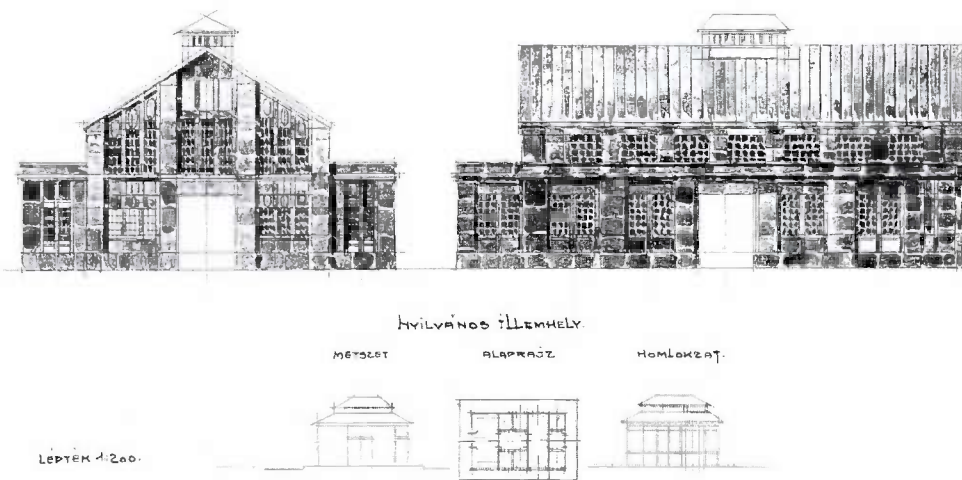 NYILVÁNOS ILLEMHELY.
METSZET ALAPRAJZ HOMLOKZAT.
LÉPTÉK 1:200.